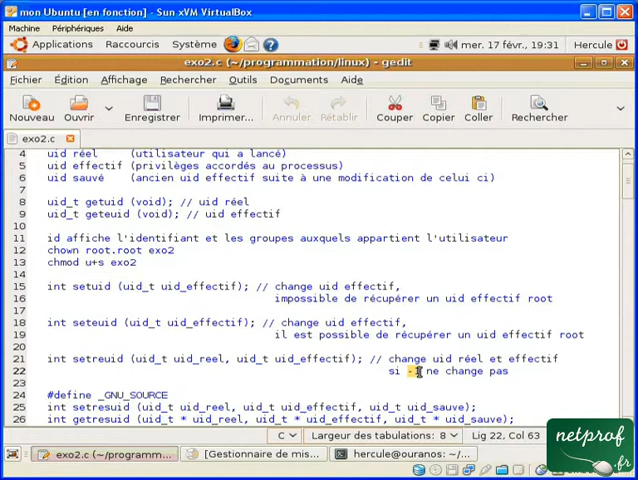 mon Ubuntu [en fonction] - Sun xVM VirtualBox
Machine Périphériques Aide
Applications Raccourcis Système mer. 17 févr., 19:31 Hercule
exo2.c (~/programmation/linux) - gedit
Fichier Édition Affichage Rechercher Outils Documents Aide
Nouveau Ouvrir Enregistrer Imprimer... Annuler Rétablir Couper Copier Coller Rechercher
exo2.c
4 uid réel (utilisateur qui a lancé)
5 uid effectif (privilèges accordés au processus)
6 uid sauvé (ancien uid effectif suite à une modification de celui ci)
7
8 uid_t getuid (void); // uid réel
9 uid_t geteuid (void); // uid effectif
10
11 id affiche l'identifiant et les groupes auxquels appartient l'utilisateur
12 chown root.root exo2
13 chmod u+s exo2
14
15 int setuid (uid_t uid_effectif); // change uid effectif,
16 impossible de récupérer un uid effectif root
17
18 int seteuid (uid_t uid_effectif); // change uid effectif,
19 il est possible de récupérer un uid effectif root
20
21 int setreuid (uid_t uid_reel, uid_t uid_effectif); // change uid réel et effectif
22 si -1 ne change pas
23
24 #define _GNU_SOURCE
25 int setresuid (uid_t uid_reel, uid_t uid_effectif, uid_t uid_sauve);
26 int getresuid (uid_t * uid_reel, uid_t * uid_effectif, uid_t * uid_sauve);
C Largeur des tabulations: 8 Lig 22, Col 63
exo2.c (~/programm... [Gestionnaire de mis... hercule@ouranos: ~/...
netprof
.fr